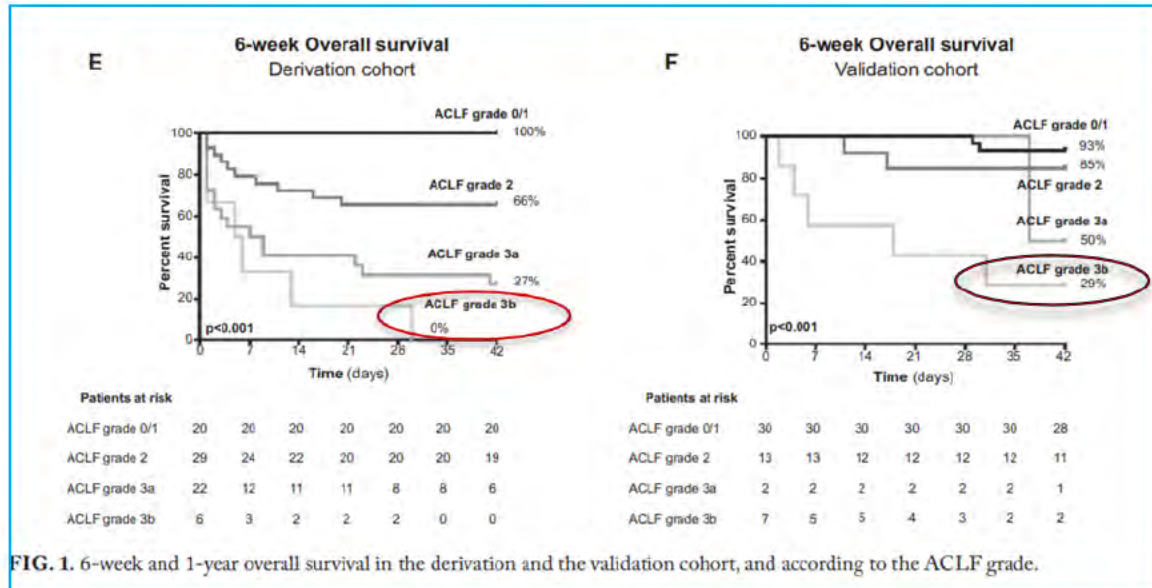 E
6-week Overall survival
Derivation cohort
ACLF grade 0/1
100%
ACLF grade 2
66%
ACLF grade 3a
27%
ACLF grade 3b
0%
p<0.001
Percent survival
100
80
60
40
20
0
0 7 14 21 28 35 42
Time (days)
Patients at risk
ACLF grade 0/1 20 20 20 20 20 20 20
ACLF grade 2 29 24 22 20 20 20 19
ACLF grade 3a 22 12 11 11 8 8 6
ACLF grade 3b 6 3 2 2 2 0 0
F
6-week Overall survival
Validation cohort
ACLF grade 0/1
93%
85%
ACLF grade 2
ACLF grade 3a
50%
ACLF grade 3b
29%
p<0.001
Percent survival
100
80
60
40
20
0
0 7 14 21 28 35 42
Time (days)
Patients at risk
ACLF grade 0/1 30 30 30 30 30 30 28
ACLF grade 2 13 13 12 12 12 12 11
ACLF grade 3a 2 2 2 2 2 2 1
ACLF grade 3b 7 5 5 4 3 2 2
FIG. 1. 6-week and 1-year overall survival in the derivation and the validation cohort, and according to the ACLF grade.